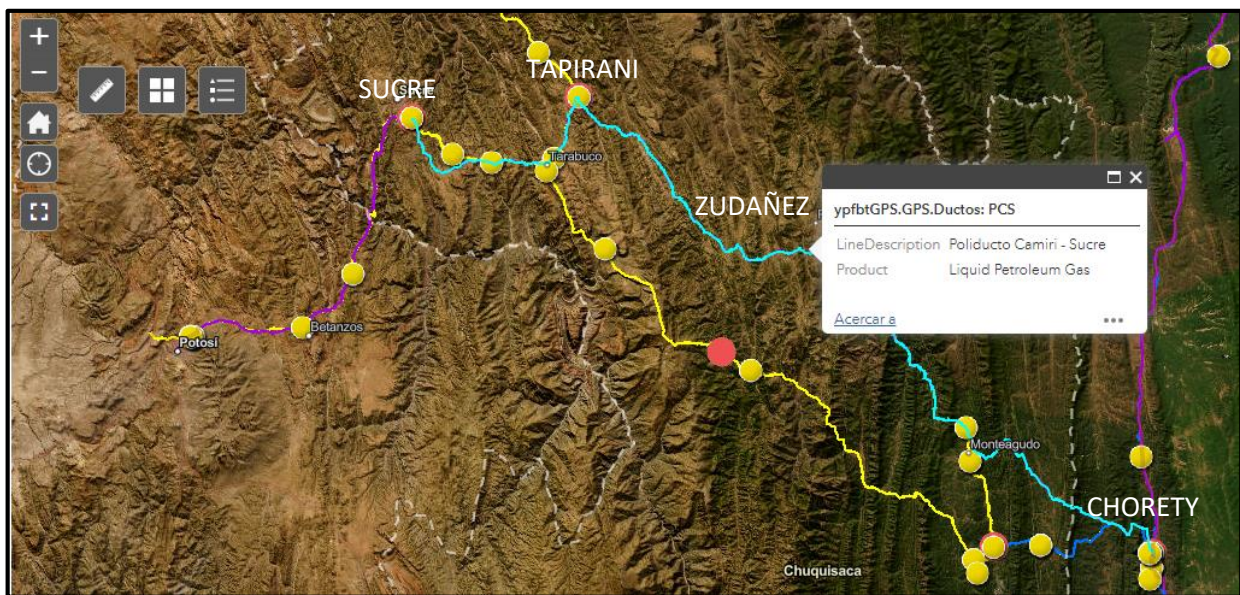 TAPIRANI
SUCRE
Tarabuco
ZUDAÑEZ
ypfbtGPS.GPS.Ductos: PCS
LineDescription Poliducto Camiri - Sucre
Product Liquid Petroleum Gas
Acercar a
Betanzos
Potosí
Monteagudo
CHORETY
Chuquisaca